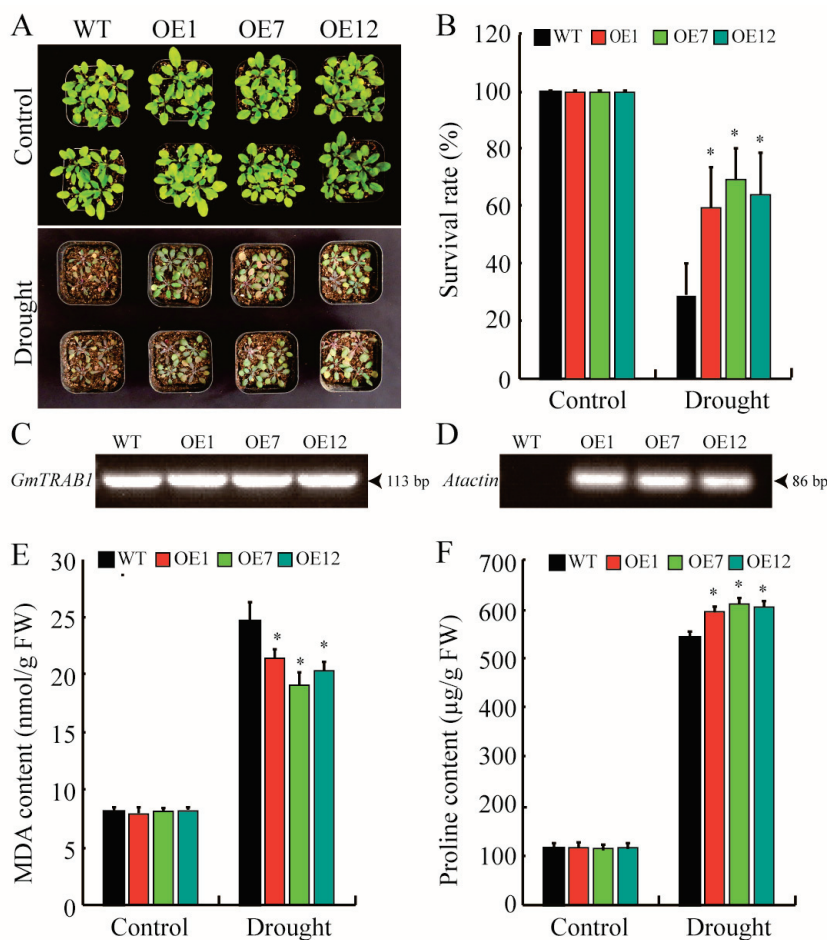 A
WT OE1 OE7 OE12
Control
Drought
B
WT OE1 OE7 OE12
120
100
80
60
40
20
0
Survival rate (%)
* * *
Control Drought
C
WT OE1 OE7 OE12
GmTRAB1
113 bp
D
WT OE1 OE7 OE12
Atactin
86 bp
E
WT OE1 OE7 OE12
30
25
20
15
10
5
0
MDA content (nmol/g FW)
* * *
Control Drought
F
WT OE1 OE7 OE12
700
600
500
400
300
200
100
0
Proline content (µg/g FW)
* * *
Control Drought